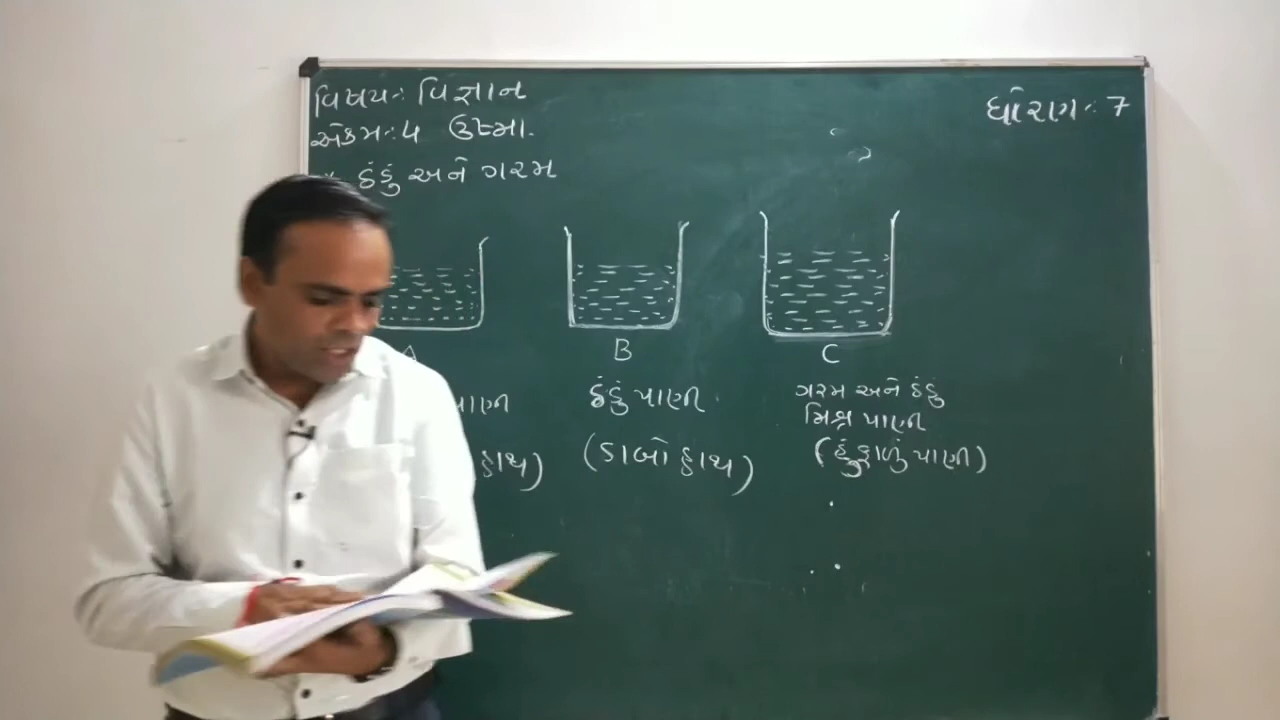 વિષયઃ વિજ્ઞાન
ધોરણઃ 7
એકમઃ 4 ઉષ્મા.
* ઠંડું અને ગરમ
A
B
C
પાણી
ઠંડું પાણી
ગરમ અને ઠંડું
મિશ્ર પાણી
હાથ)
(ડાબો હાથ)
(હુંફાળું પાણી)